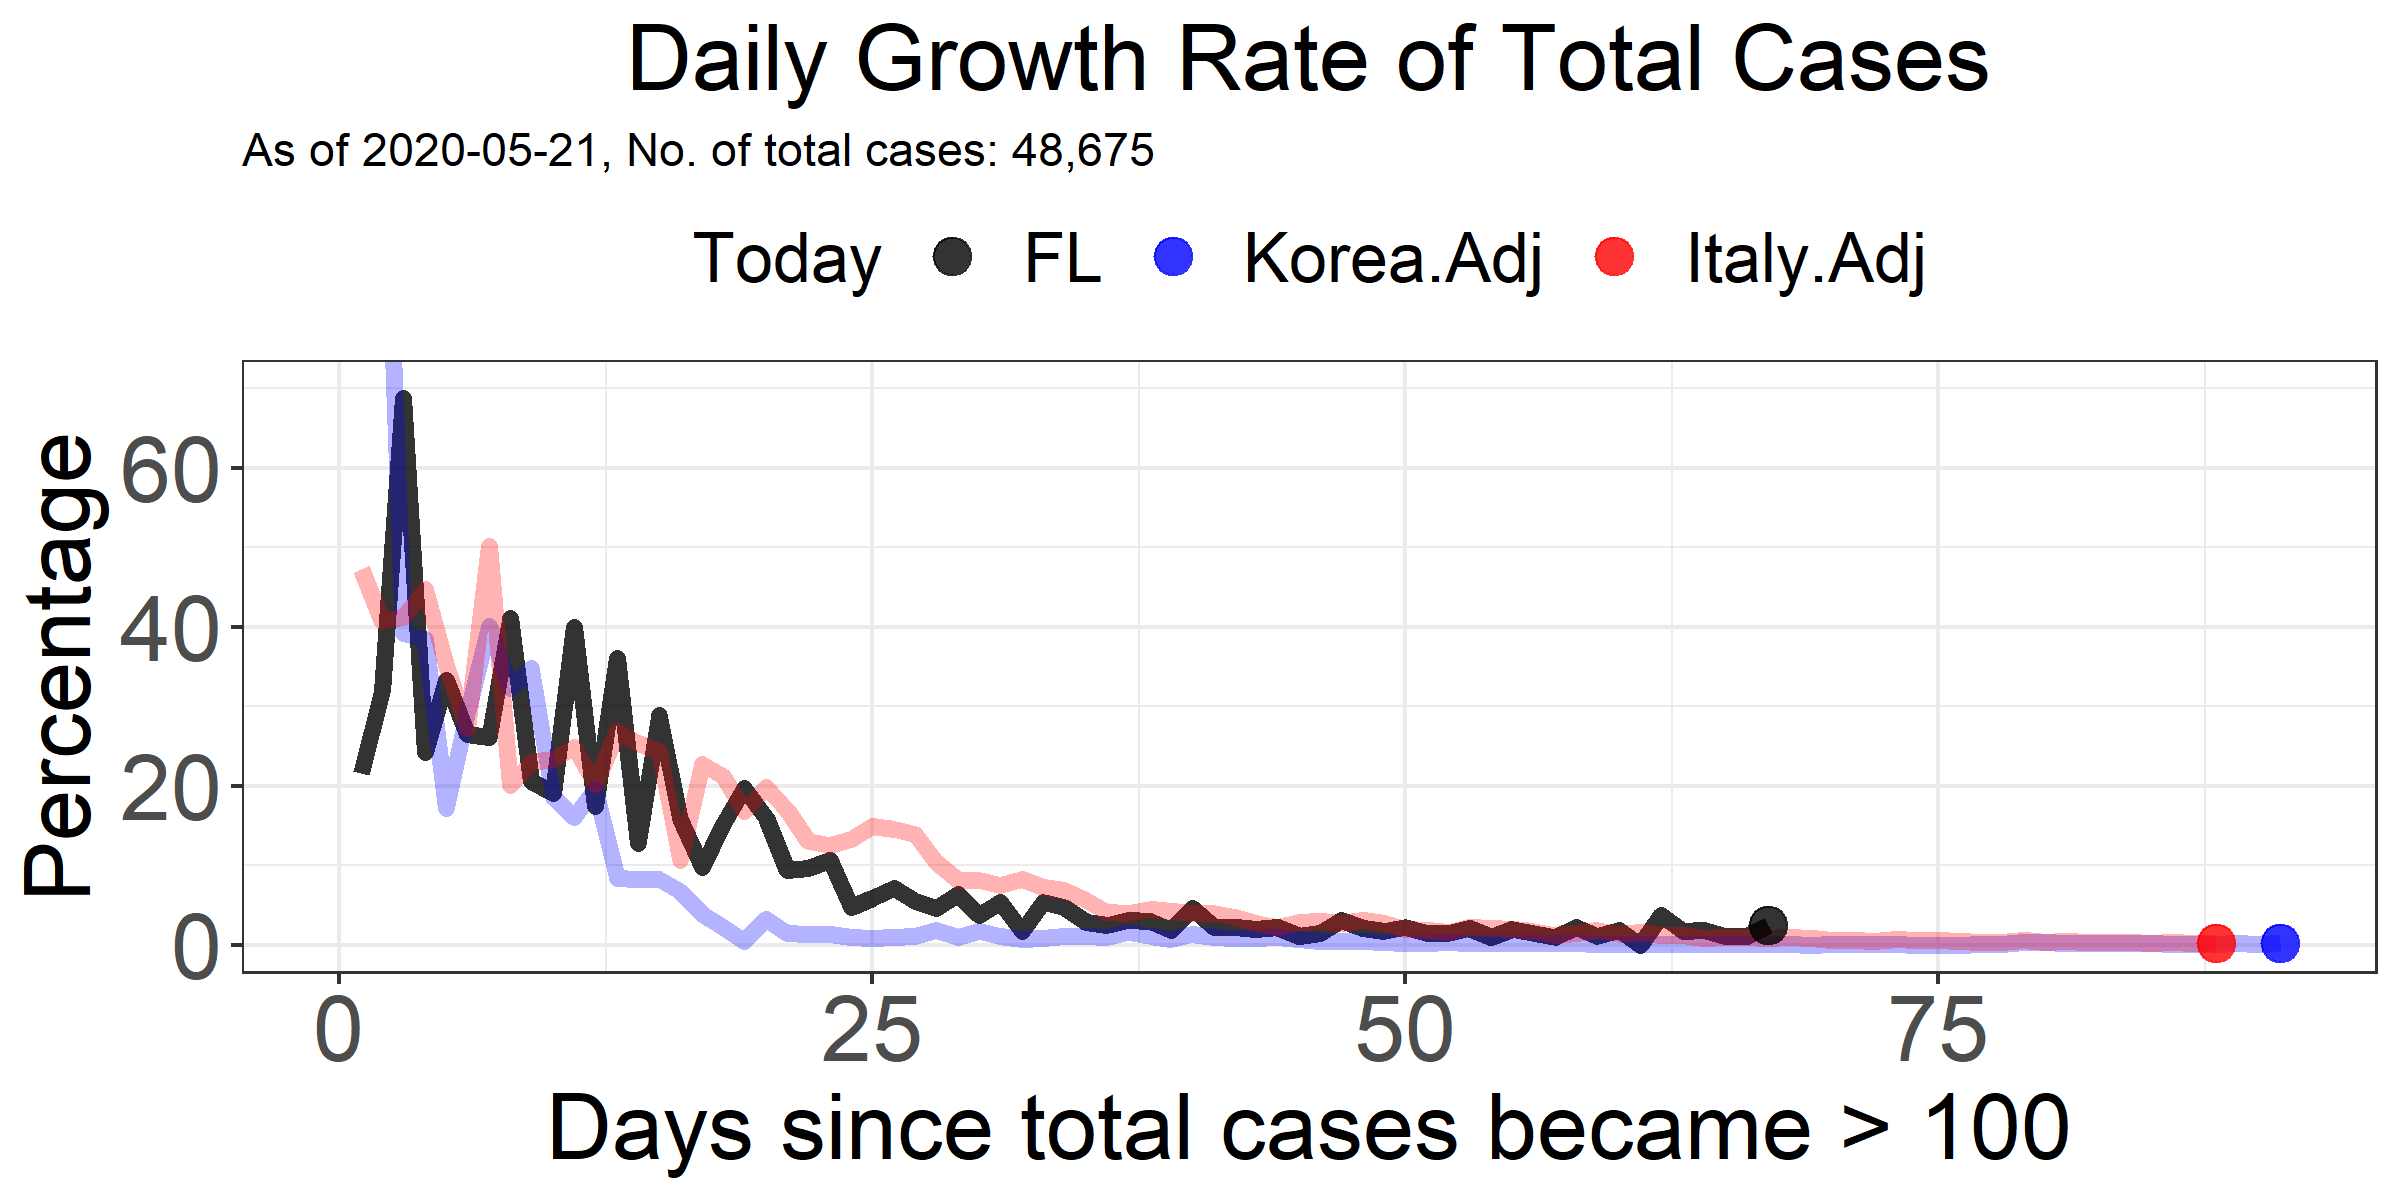 Daily Growth Rate of Total Cases
As of 2020-05-21, No. of total cases: 48,675
Today FL Korea.Adj Italy.Adj
Percentage
60
40
20
0
0 25 50 75
Days since total cases became > 100